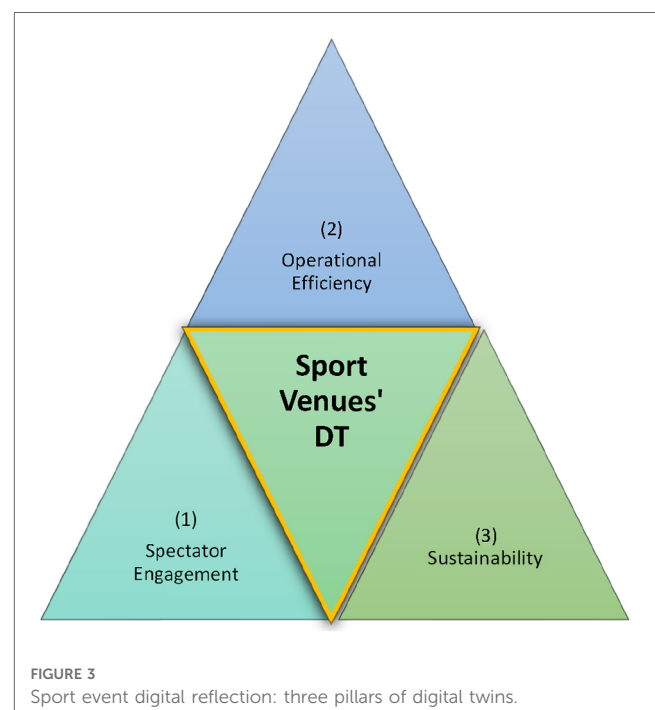 (2)
Operational
Efficiency
Sport
Venues'
DT
(1)
Spectator
Engagement
(3)
Sustainability
FIGURE 3
Sport event digital reflection: three pillars of digital twins.